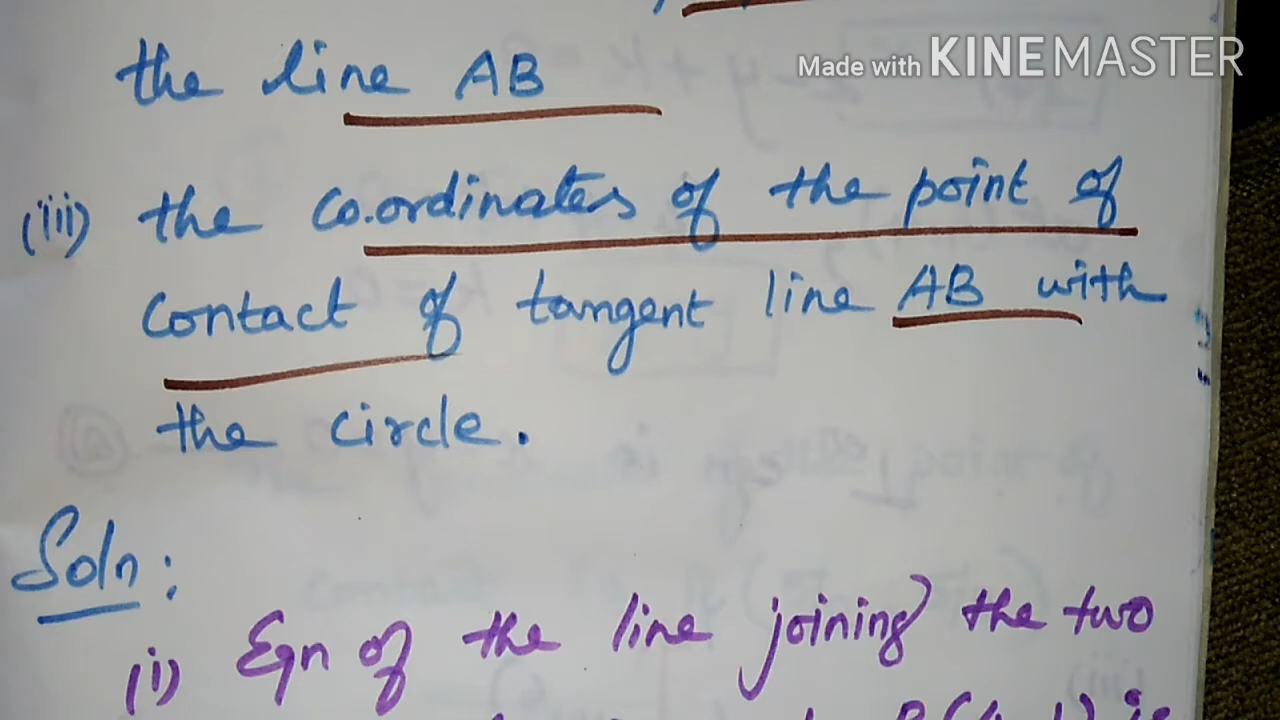 Made with KINEMASTER
the line AB
(iii) the co.ordinates of the point of
contact of tangent line AB with
the circle.
Soln:
(i) Eqn of the line joining the two
is